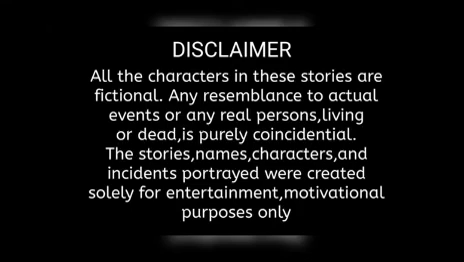 DISCLAIMER
All the characters in these stories are
fictional. Any resemblance to actual
events or any real persons,living
or dead,is purely coincidential.
The stories,names,characters,and
incidents portrayed were created
solely for entertainment,motivational
purposes only